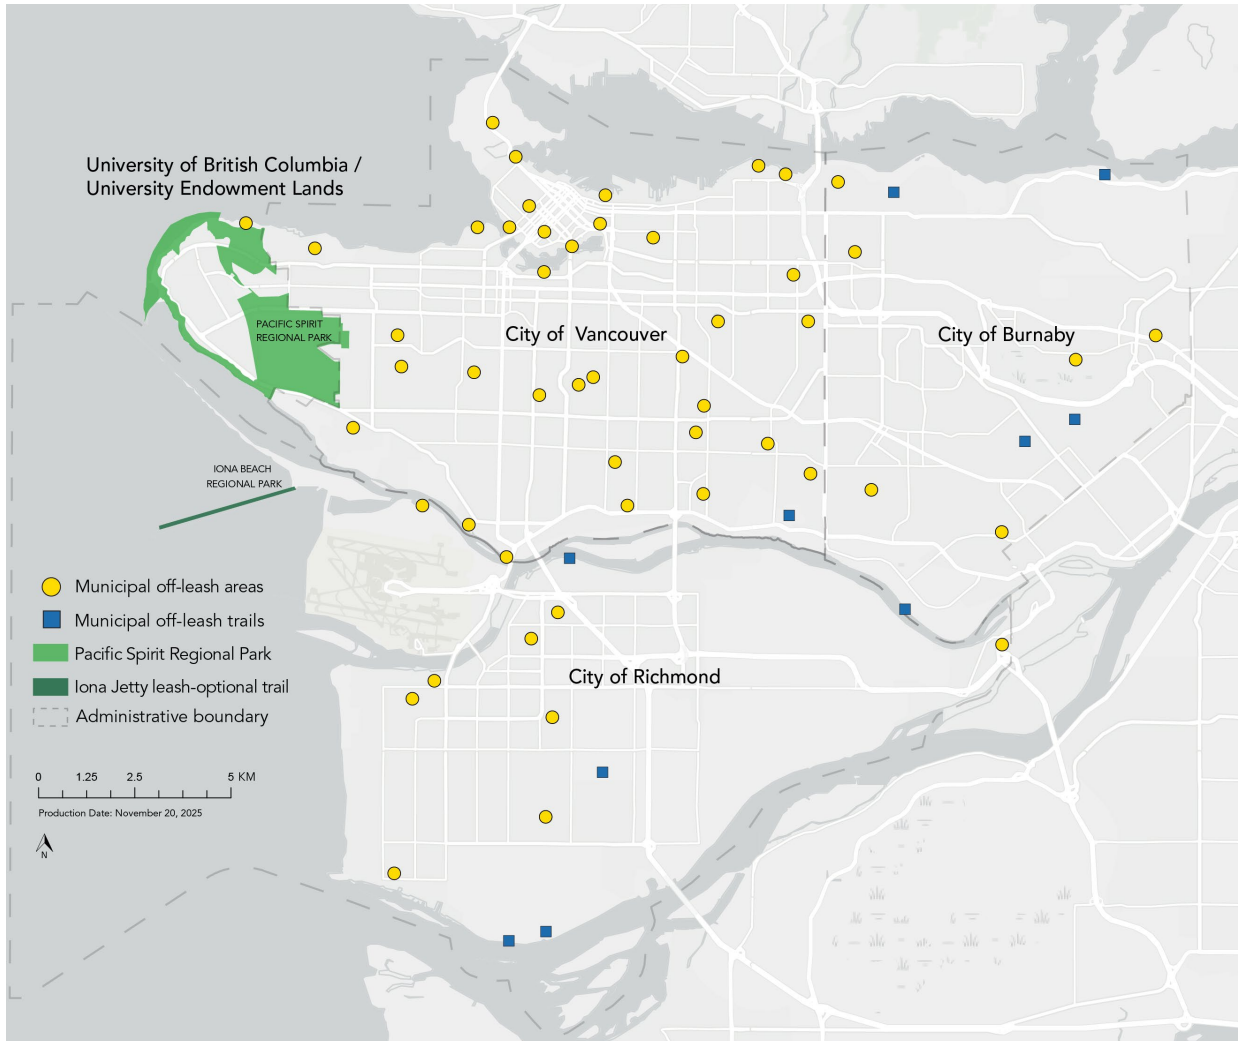 University of British Columbia /
University Endowment Lands
PACIFIC SPIRIT
REGIONAL PARK
City of Vancouver
City of Burnaby
IONA BEACH
REGIONAL PARK
City of Richmond
Municipal off-leash areas
Municipal off-leash trails
Pacific Spirit Regional Park
Iona Jetty leash-optional trail
Administrative boundary
0 1.25 2.5 5 KM
Production Date: November 20, 2025
N